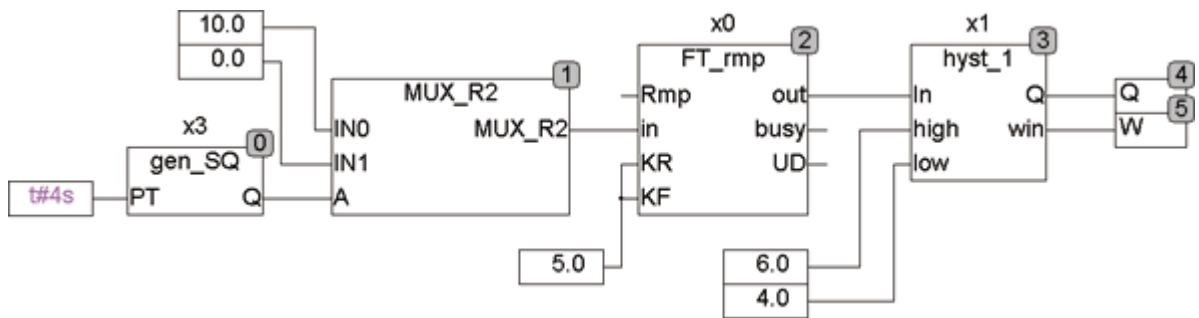 10.0
0.0
x3
0
gen_SQ
t#4s
PT
Q
1
MUX_R2
IN0
MUX_R2
IN1
A
5.0
x0
2
FT_rmp
Rmp
out
in
busy
KR
UD
KF
6.0
4.0
x1
3
hyst_1
In
Q
high
win
low
4
Q
5
W